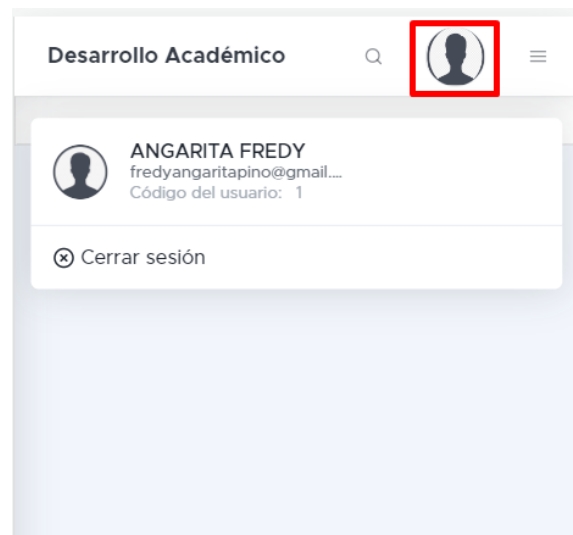 Desarrollo Académico
ANGARITA FREDY
fredyangaritapino@gmail....
Código del usuario: 1
Cerrar sesión